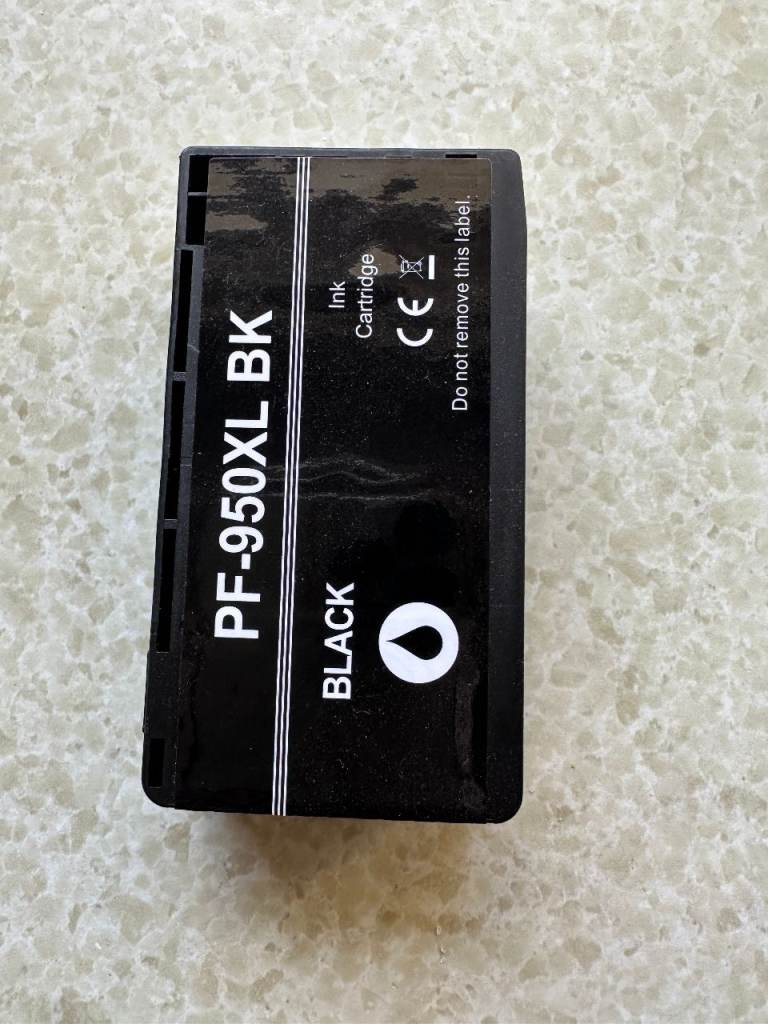 PF-950XL BK
BLACK
Ink
Cartridge
CE
Do not remove this label.